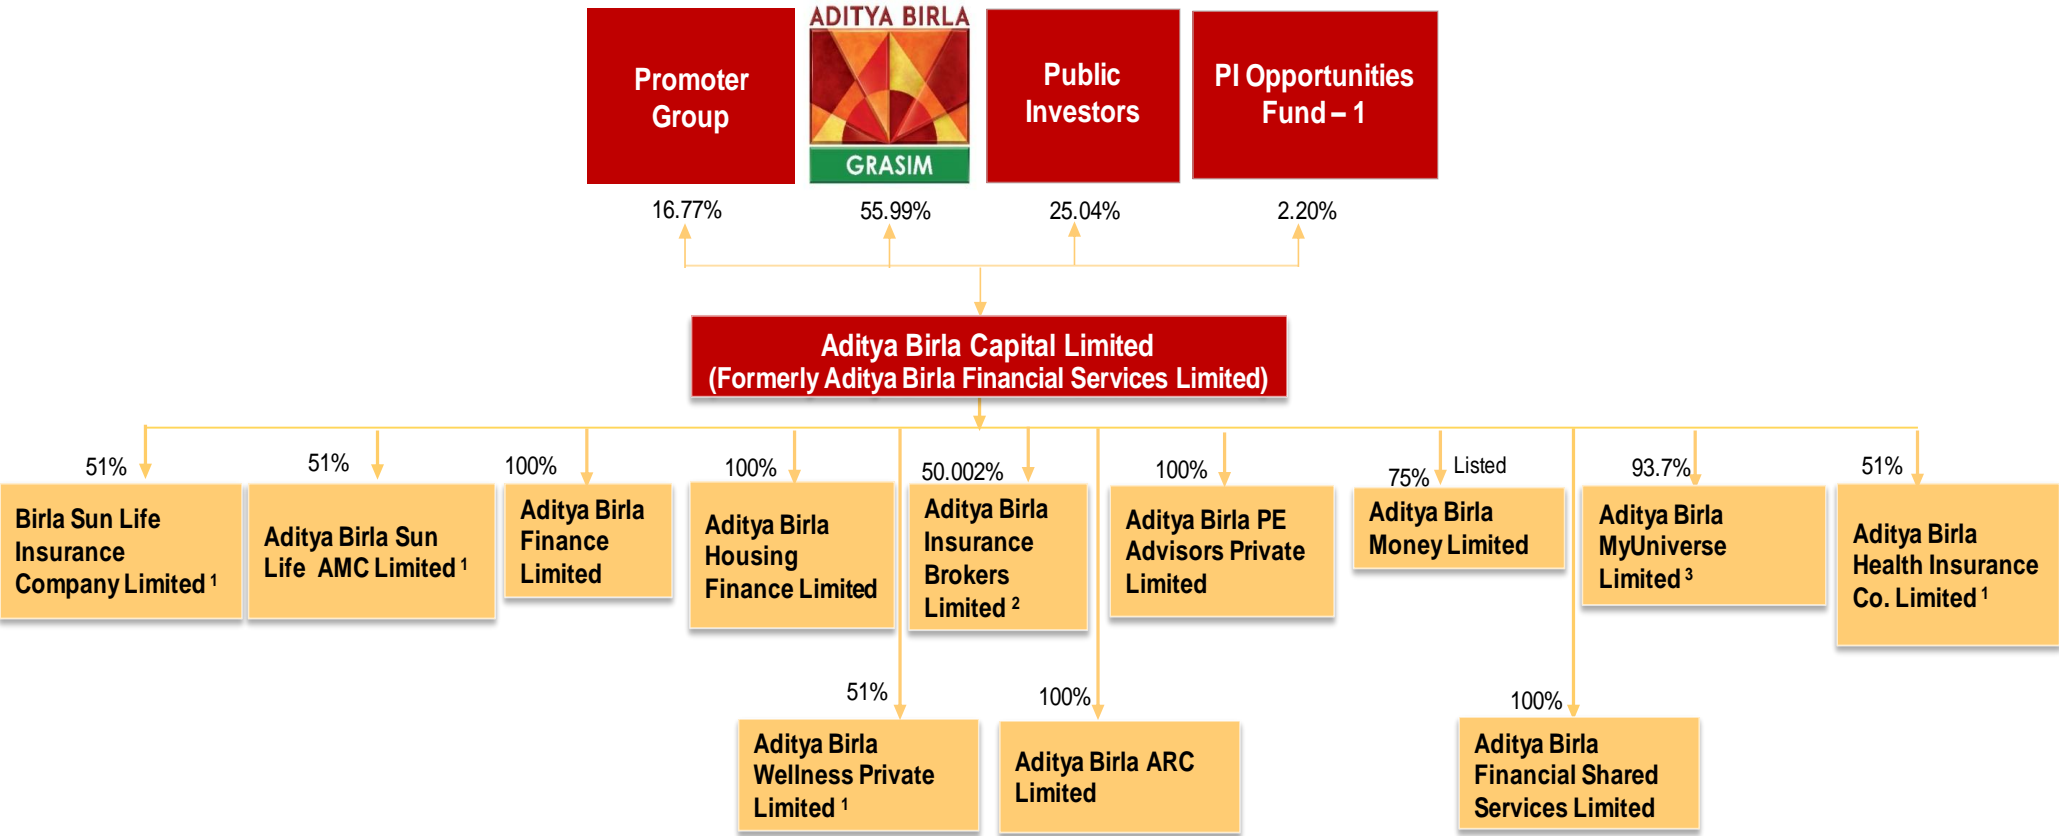 Promoter
Group
ADITYA BIRLA
GRASIM
Public
Investors
PI Opportunities
Fund – 1
16.77%
55.99%
25.04%
2.20%
Aditya Birla Capital Limited
(Formerly Aditya Birla Financial Services Limited)
51%
Birla Sun Life
Insurance
Company Limited 1
51%
Aditya Birla Sun
Life AMC Limited 1
100%
Aditya Birla
Finance
Limited
100%
Aditya Birla
Housing
Finance Limited
50.002%
Aditya Birla
Insurance
Brokers
Limited 2
100%
Aditya Birla PE
Advisors Private
Limited
75%
Listed
Aditya Birla
Money Limited
93.7%
Aditya Birla
MyUniverse
Limited 3
51%
Aditya Birla
Health Insurance
Co. Limited 1
51%
Aditya Birla
Wellness Private
Limited 1
100%
Aditya Birla ARC
Limited
100%
Aditya Birla
Financial Shared
Services Limited